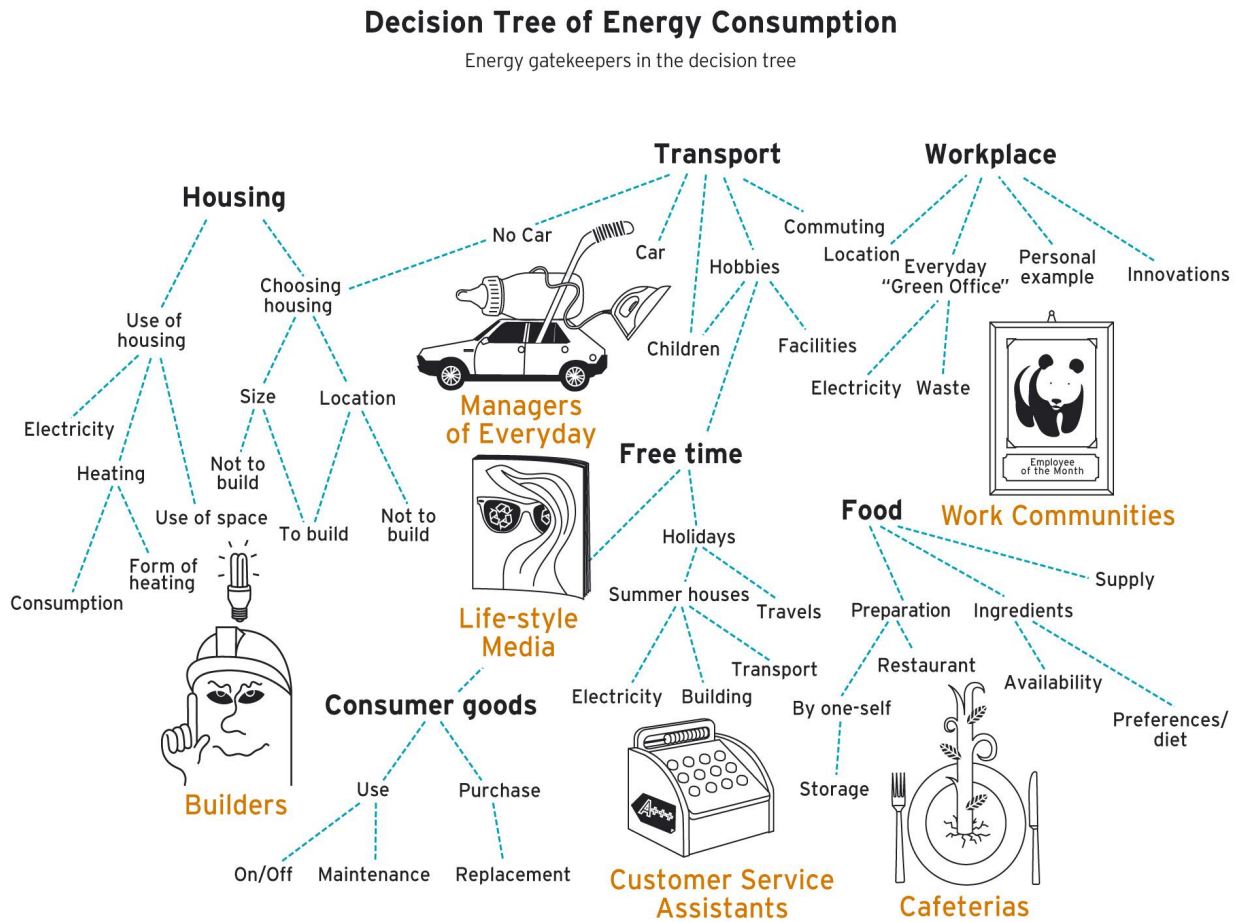 Decision Tree of Energy Consumption
Energy gatekeepers in the decision tree
Housing
Use of
housing
Choosing
housing
Electricity
Heating
Use of space
Consumption
Form of
heating
Size
Location
Not to
build
To build
Not to
build
Builders
Transport
No Car
Car
Hobbies
Commuting
Children
Facilities
Managers
of Everyday
Workplace
Location
Everyday
"Green Office"
Personal
example
Innovations
Electricity
Waste
Employee
of the Month
Work Communities
Free time
Holidays
Summer houses
Travels
Electricity
Building
Transport
Life-style
Media
Consumer goods
Use
Purchase
On/Off
Maintenance
Replacement
A+++
Customer Service
Assistants
Food
Preparation
Ingredients
Supply
By one-self
Restaurant
Availability
Preferences/
diet
Storage
Cafeterias